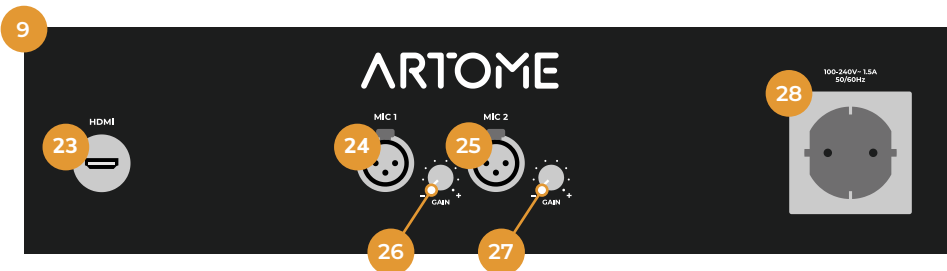 9
ARTOME
100-240V~ 1.5A
50/60Hz
28
HDMI
MIC 1
MIC 2
23
24
25
GAIN
GAIN
- +
- +
26
27